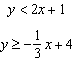 y < 2x + 1
y ≥ -1/3 x + 4